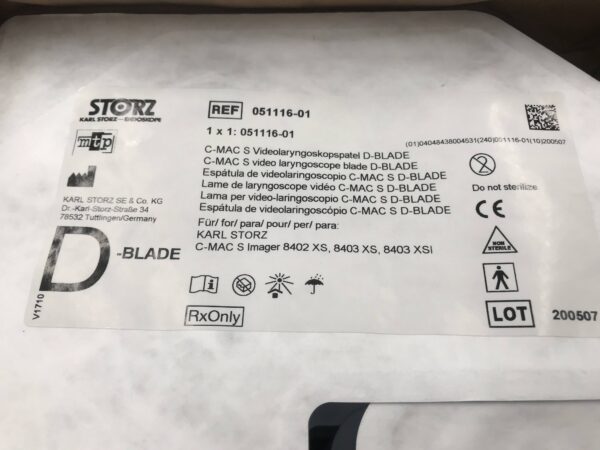 STORZ
KARL STORZ—ENDOSKOPE
mtp
KARL STORZ SE & Co. KG
Dr.-Karl-Storz-Straße 34
78532 Tuttlingen/Germany
D -BLADE
V1710
REF 051116-01
1 x 1: 051116-01
C-MAC S Videolaryngoskopspatel D-BLADE
C-MAC S video laryngoscope blade D-BLADE
Espátula de videolaringoscopio C-MAC S D-BLADE
Lame de laryngoscope vidéo C-MAC S D-BLADE
Lama per video-laringoscopio C-MAC S D-BLADE
Espátula de videolaringoscópio C-MAC S D-BLADE
Für/ for/ para/ pour/ per/ para:
KARL STORZ
C-MAC S Imager 8402 XS, 8403 XS, 8403 XSI
RxOnly
(01)04048438004531(240)051116-01(10)200507
2
Do not sterilize
CE
NON
STERILE
LOT 200507